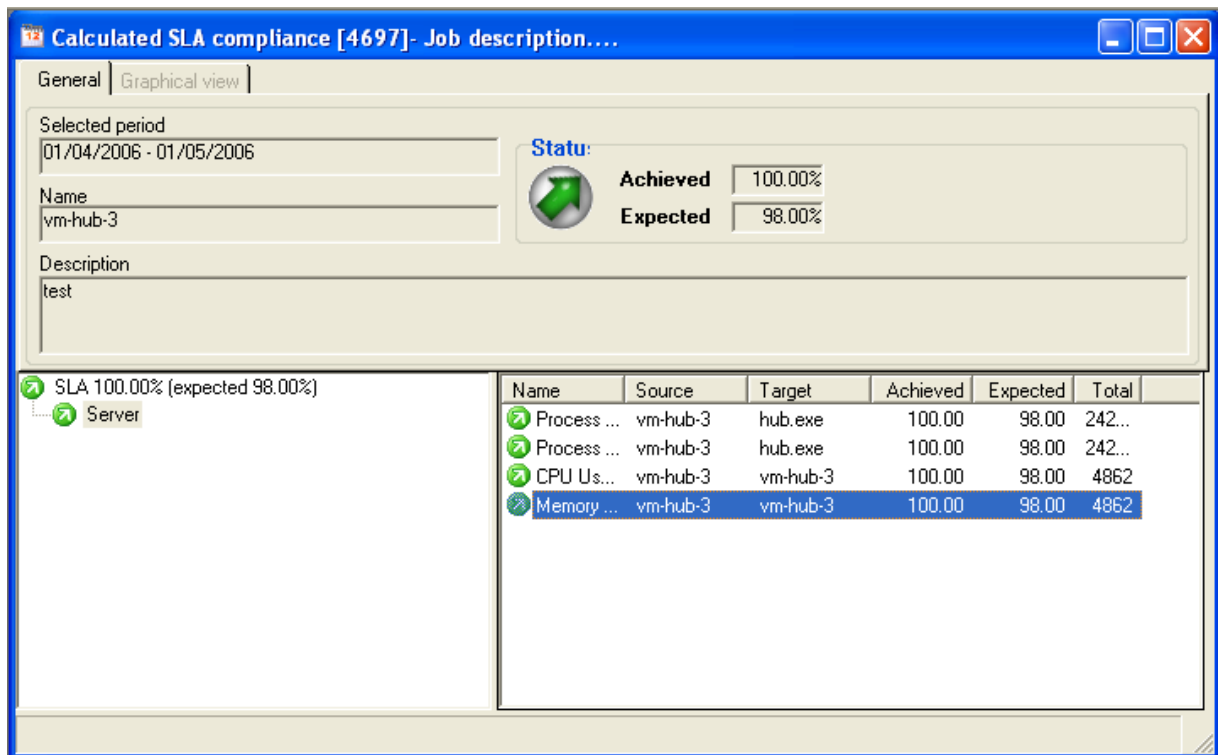 Calculated SLA compliance [4697]- Job description....
General Graphical view
Selected period
01/04/2006 - 01/05/2006
Name
vm-hub-3
Status
Achieved 100.00%
Expected 98.00%
Description
test
SLA 100.00% (expected 98.00%)
Server
Name Source Target Achieved Expected Total
Process ... vm-hub-3 hub.exe 100.00 98.00 242...
Process ... vm-hub-3 hub.exe 100.00 98.00 242...
CPU Us... vm-hub-3 vm-hub-3 100.00 98.00 4862
Memory ... vm-hub-3 vm-hub-3 100.00 98.00 4862